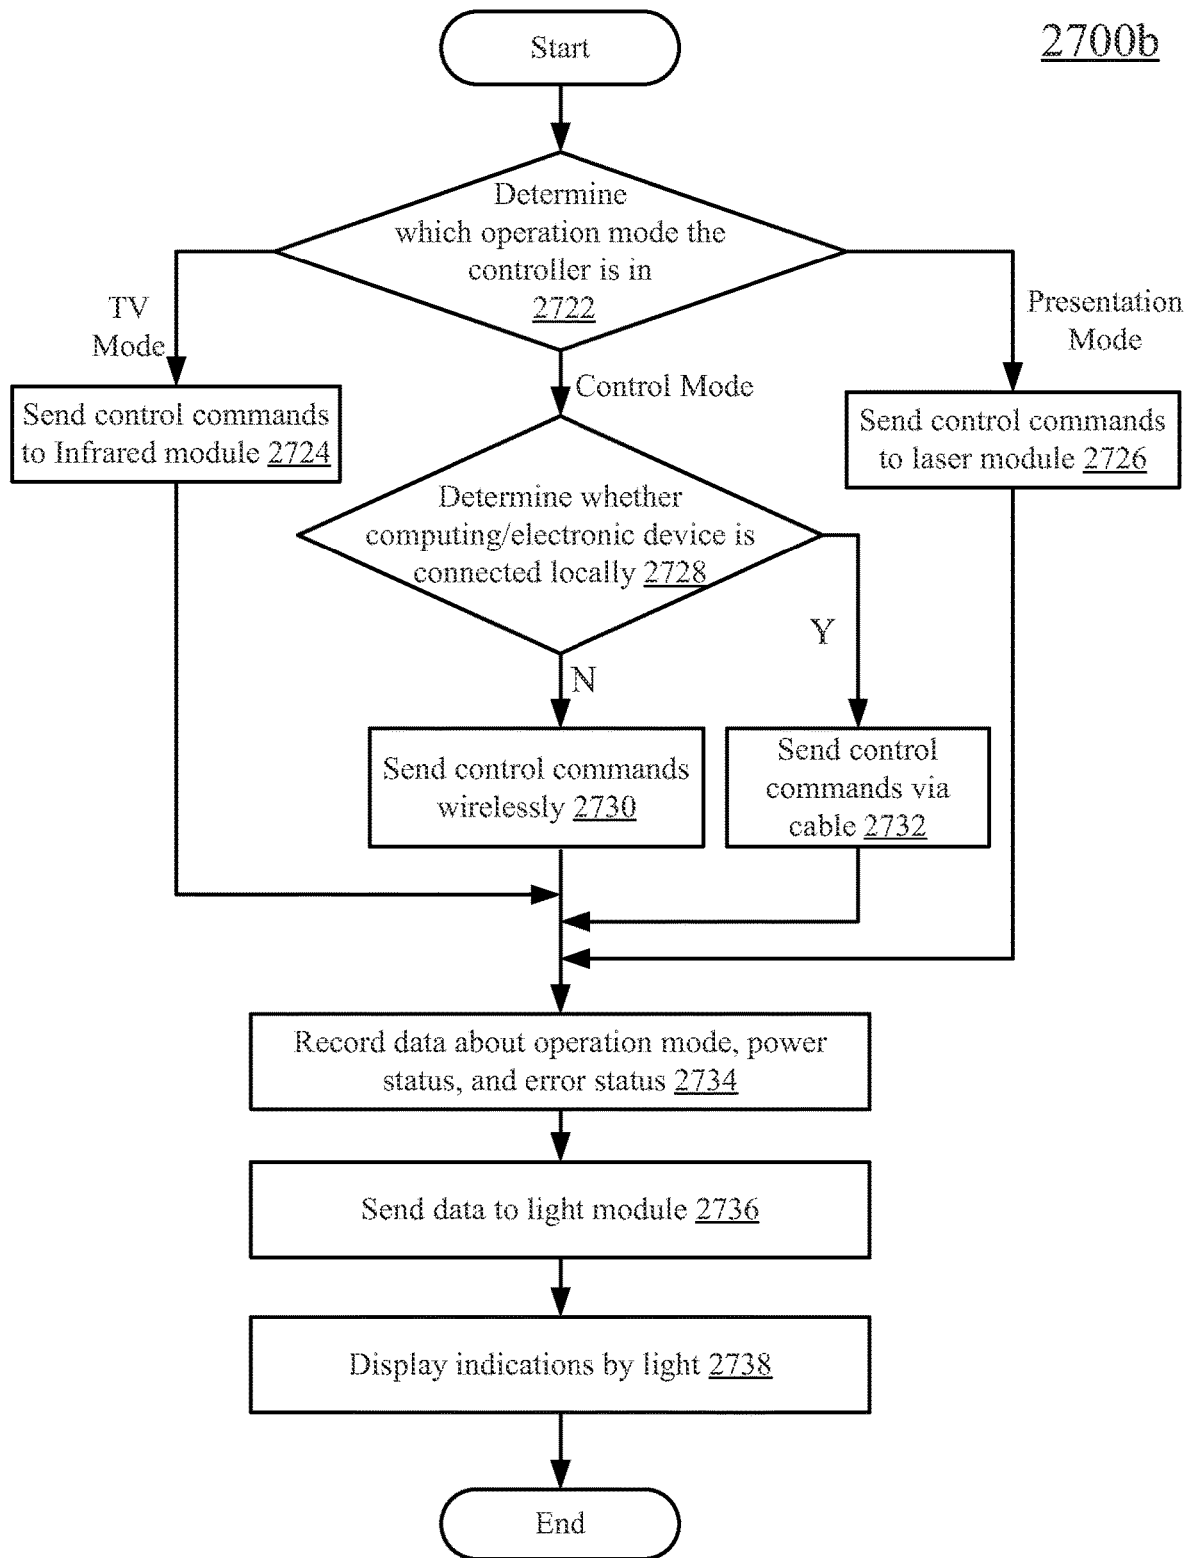 2700b
Start
Determine
which operation mode the
controller is in
2722
TV
Mode
Presentation
Mode
Control Mode
Send control commands
to Infrared module 2724
Send control commands
to laser module 2726
Determine whether
computing/electronic device is
connected locally 2728
Y
N
Send control commands
wirelessly 2730
Send control
commands via
cable 2732
Record data about operation mode, power
status, and error status 2734
Send data to light module 2736
Display indications by light 2738
End